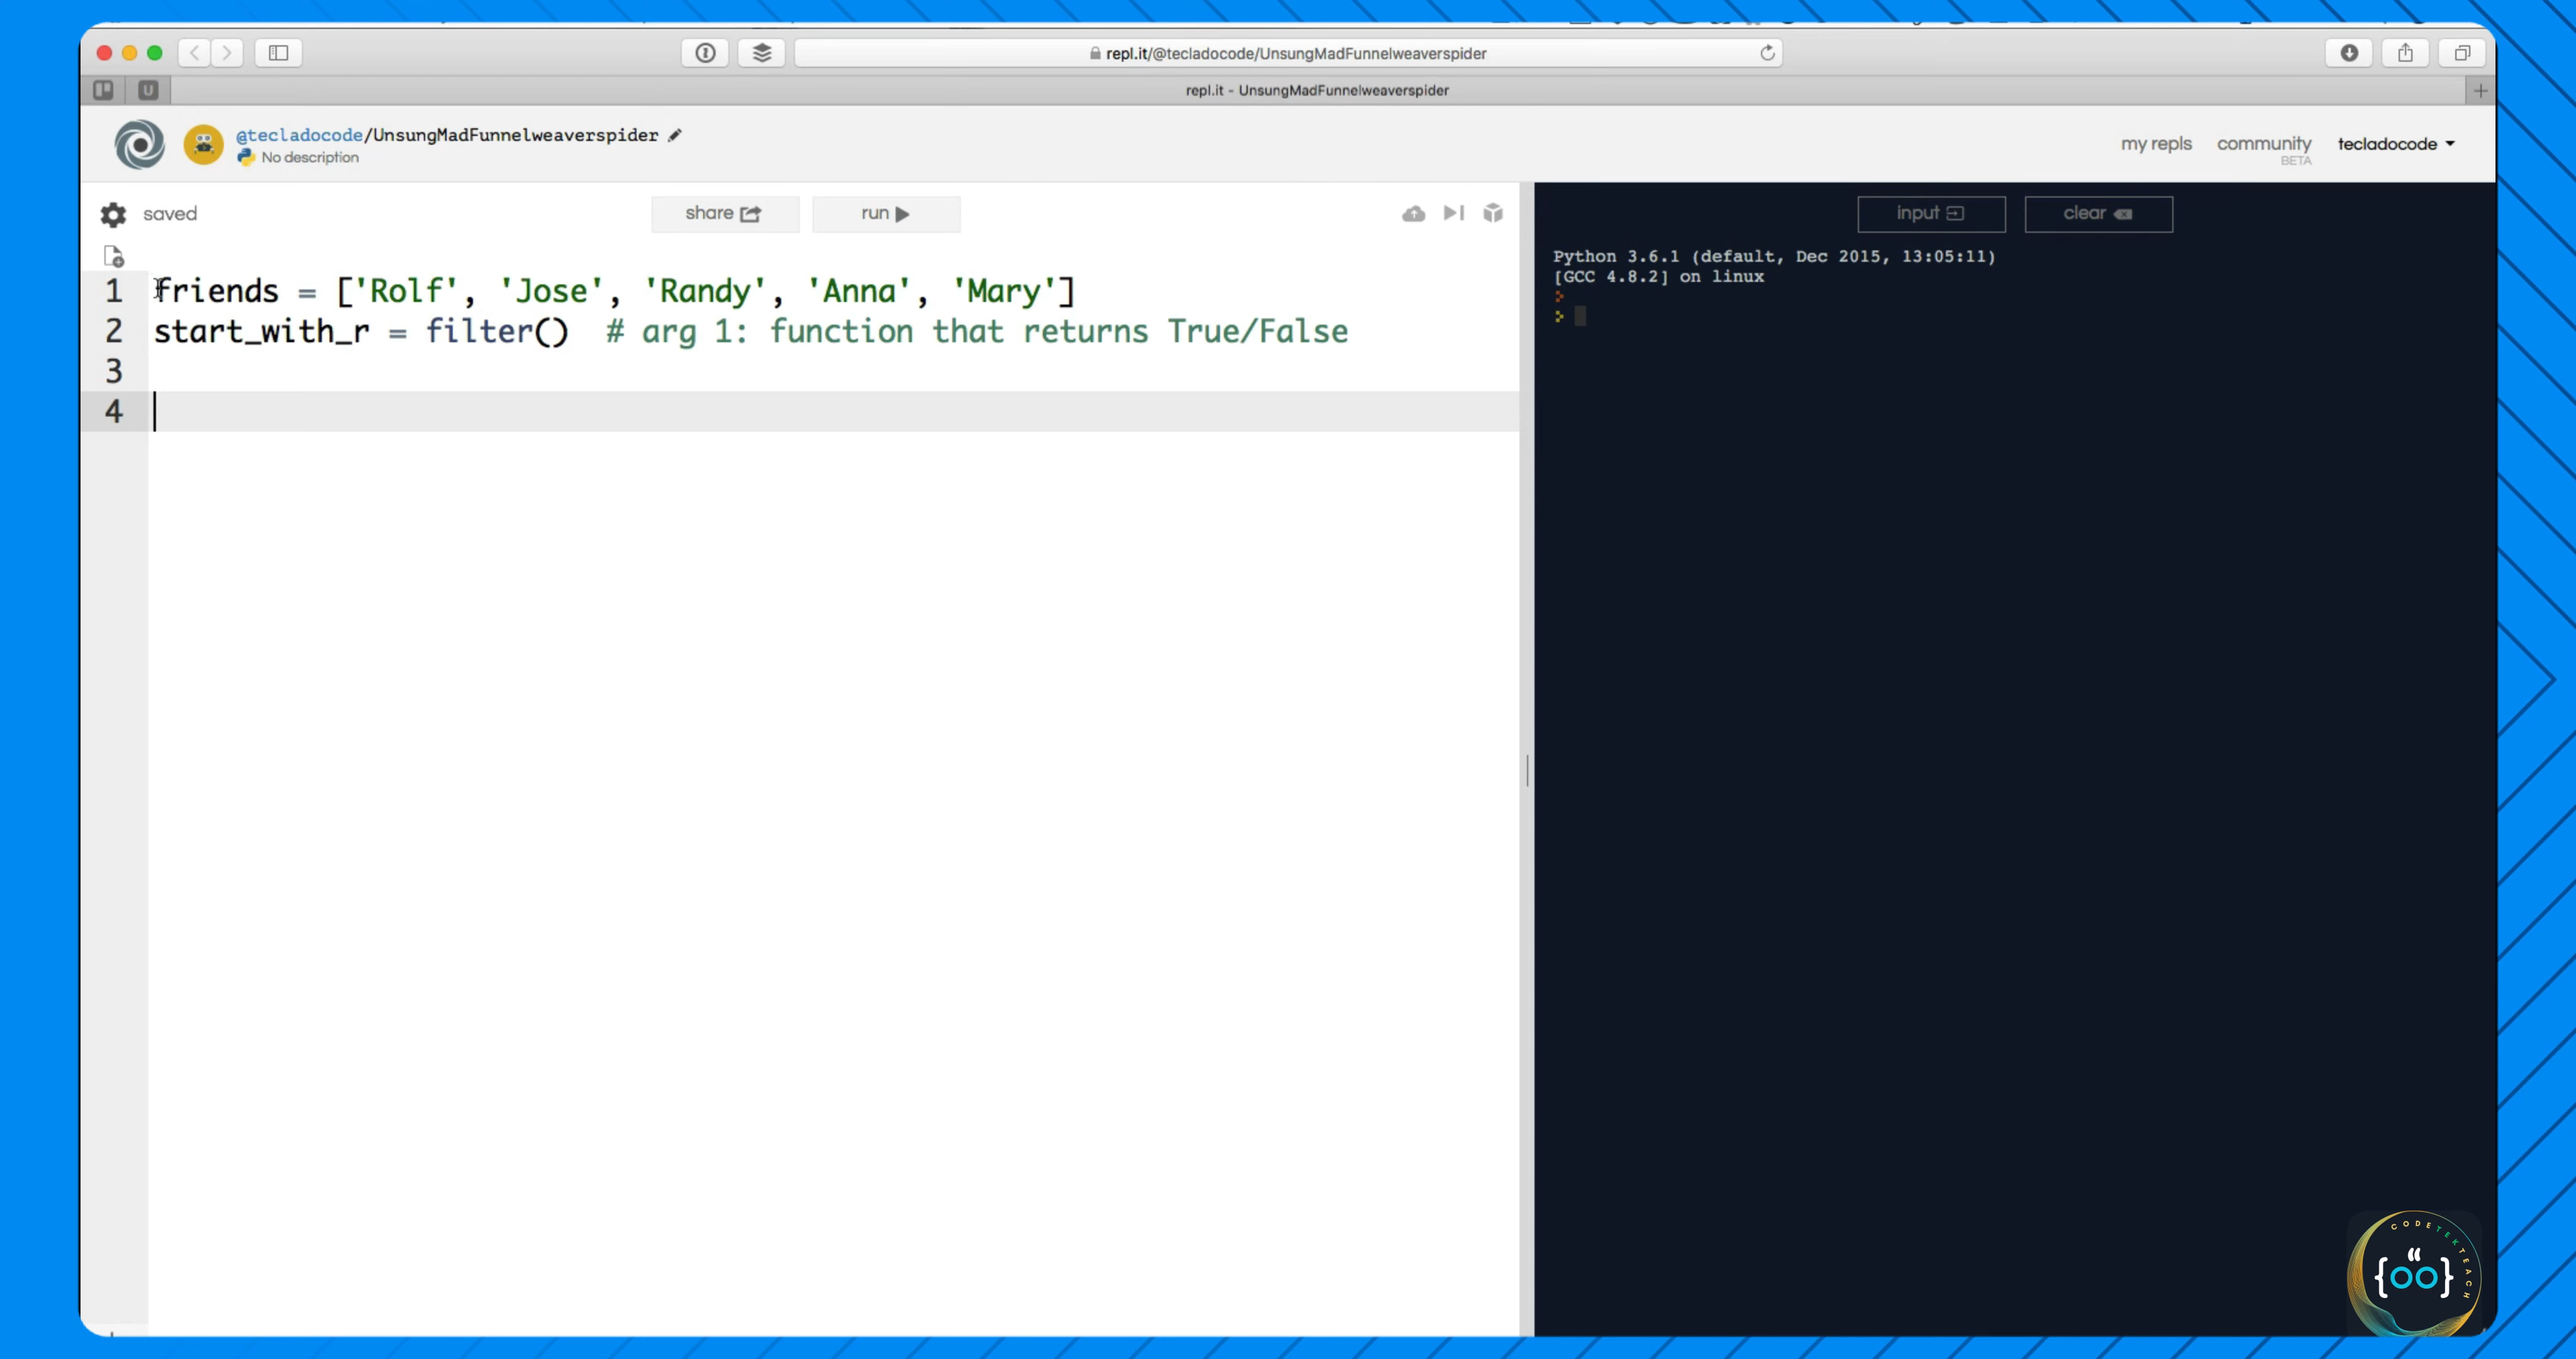 repl.it/@tecladocode/UnsungMadFunnelweaverspider
U
repl.it - UnsungMadFunnelweaverspider
@tecladocode/UnsungMadFunnelweaverspider
No description
my repls community BETA tecladocode
saved share run
input clear
1 friends = ['Rolf', 'Jose', 'Randy', 'Anna', 'Mary']
2 start_with_r = filter()  # arg 1: function that returns True/False
3
4
Python 3.6.1 (default, Dec 2015, 13:05:11)
[GCC 4.8.2] on linux
CODETEKTEACH